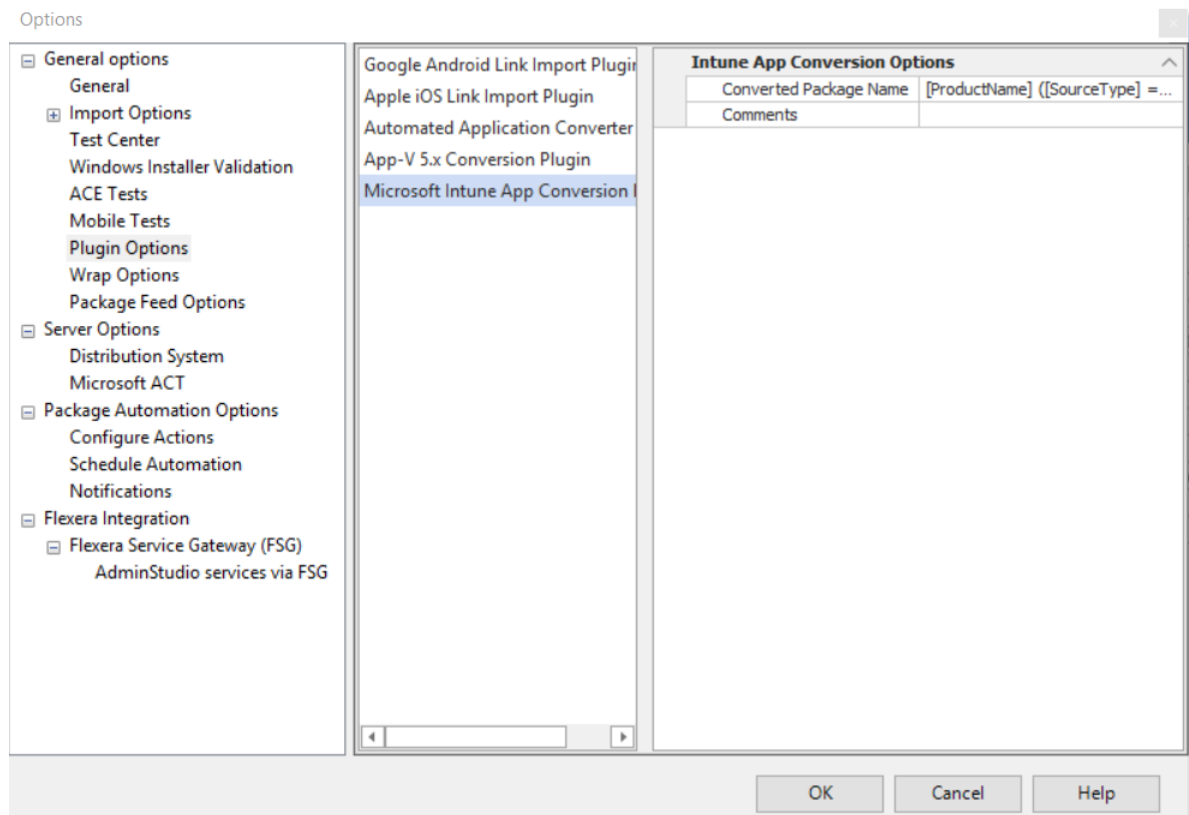 Options
General options
General
Import Options
Test Center
Windows Installer Validation
ACE Tests
Mobile Tests
Plugin Options
Wrap Options
Package Feed Options
Server Options
Distribution System
Microsoft ACT
Package Automation Options
Configure Actions
Schedule Automation
Notifications
Flexera Integration
Flexera Service Gateway (FSG)
AdminStudio services via FSG
Google Android Link Import Plugin
Apple iOS Link Import Plugin
Automated Application Converter
App-V 5.x Conversion Plugin
Microsoft Intune App Conversion
Intune App Conversion Options
Converted Package Name [ProductName] ([SourceType] =...
Comments
OK Cancel Help